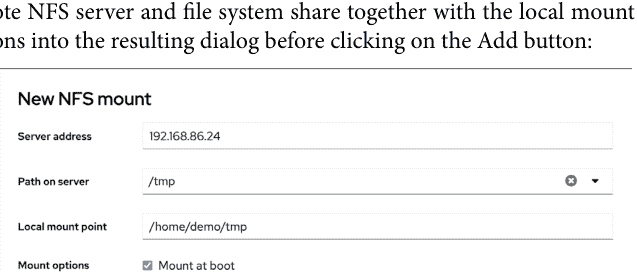 ote NFS server and file system share together with the local mount
ons into the resulting dialog before clicking on the Add button:
New NFS mount
Server address 192.168.86.24
Path on server /tmp
Local mount point /home/demo/tmp
Mount options Mount at boot